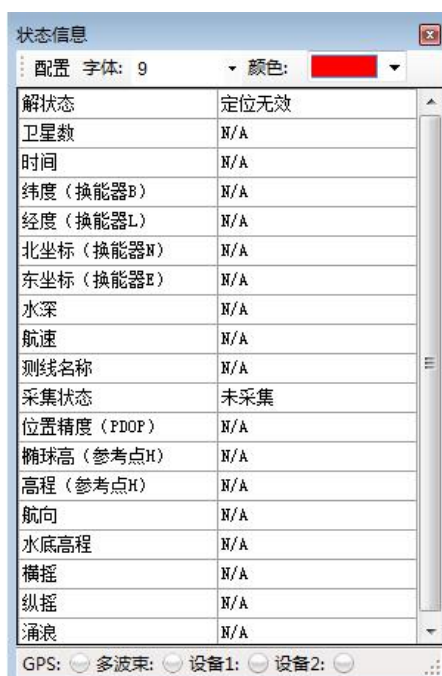 状态信息
配置 字体: 9 颜色:
解状态 定位无效
卫星数 N/A
时间 N/A
纬度（换能器B） N/A
经度（换能器L） N/A
北坐标（换能器N） N/A
东坐标（换能器E） N/A
水深 N/A
航速 N/A
测线名称 N/A
采集状态 未采集
位置精度（PDOP） N/A
椭球高（参考点H） N/A
高程（参考点H） N/A
航向 N/A
水底高程 N/A
横摇 N/A
纵摇 N/A
涌浪 N/A
GPS: 多波束: 设备1: 设备2: